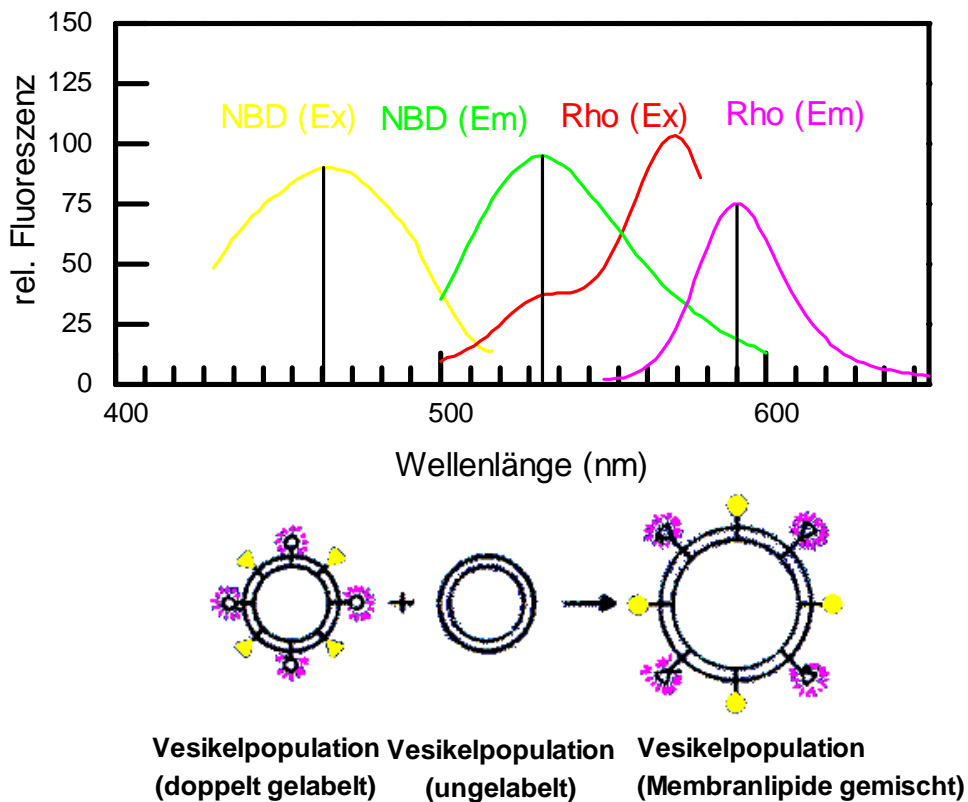 150
125
100
75
50
25
0
rel. Fluoreszenz
NBD (Ex) NBD (Em) Rho (Ex) Rho (Em)
400 500 600
Wellenlänge (nm)
+
Vesikelpopulation Vesikelpopulation Vesikelpopulation
(doppelt gelabelt) (ungelabelt) (Membranlipide gemischt)